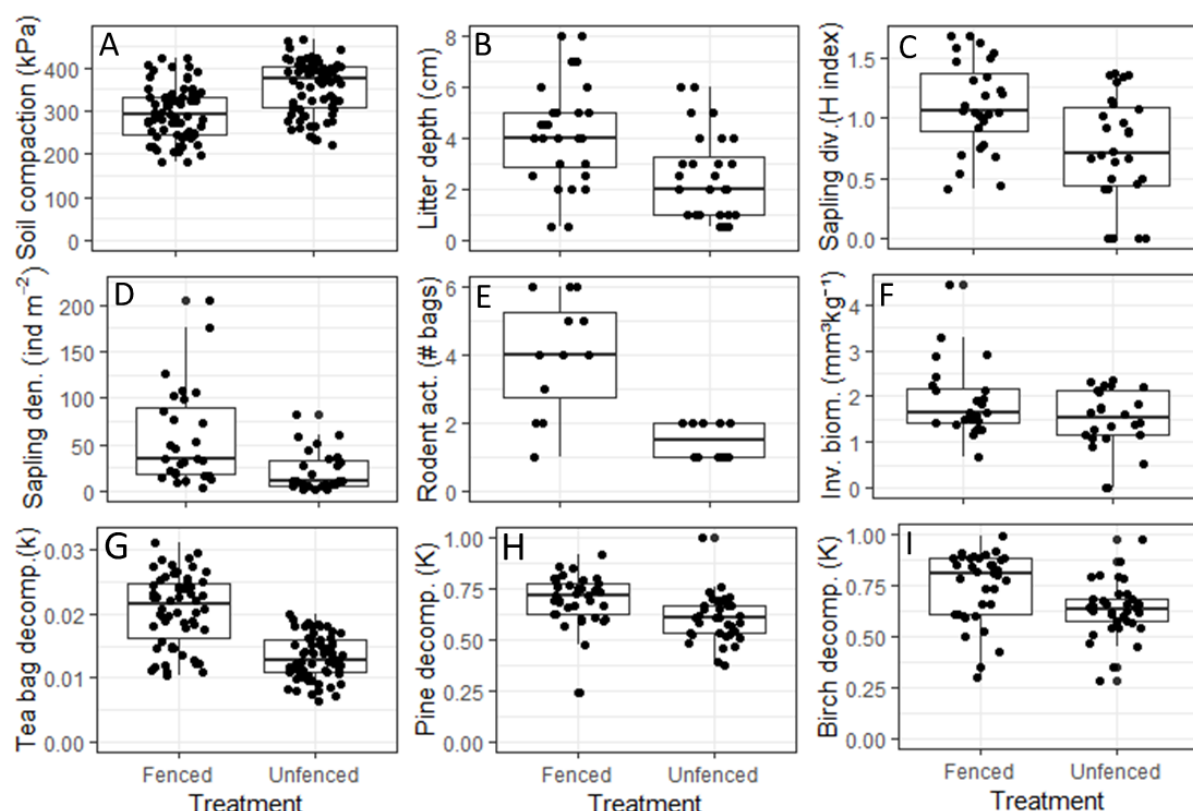 A
Soil compaction (kPa)
400
300
200
100
0
B
Litter depth (cm)
8
6
4
2
0
C
Sapling div.(H index)
1.5
1.0
0.5
0.0
D
Sapling den. (ind m⁻²)
200
150
100
50
0
E
Rodent act. (# bags)
6
4
2
0
F
Inv. biom. (mm³kg⁻¹)
4
3
2
1
0
G
Tea bag decomp.(k)
0.03
0.02
0.01
0.00
Fenced Unfenced
Treatment
H
Pine decomp. (K)
1.00
0.75
0.50
0.25
0.00
Fenced Unfenced
Treatment
I
Birch decomp. (K)
1.00
0.75
0.50
0.25
0.00
Fenced Unfenced
Treatment